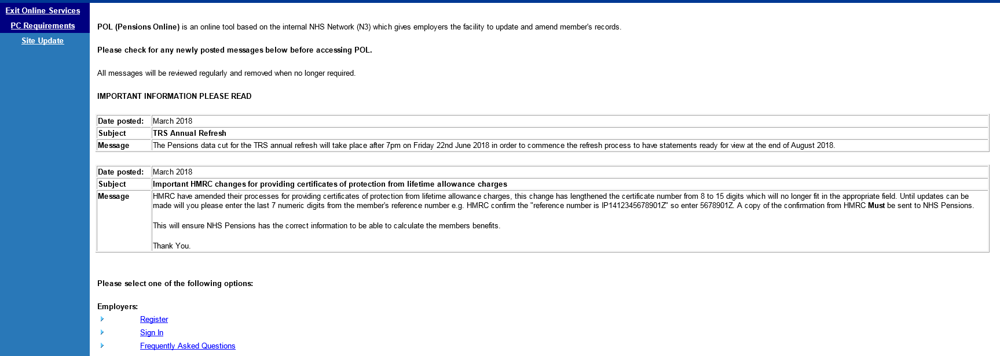 Exit Online Services
PC Requirements
Site Update
POL (Pensions Online) is an online tool based on the internal NHS Network (N3) which gives employers the facility to update and amend member's records.
Please check for any newly posted messages below before accessing POL.
All messages will be reviewed regularly and removed when no longer required.
IMPORTANT INFORMATION PLEASE READ
Date posted: March 2018
Subject TRS Annual Refresh
Message The Pensions data cut for the TRS annual refresh will take place after 7pm on Friday 22nd June 2018 in order to commence the refresh process to have statements ready for view at the end of August 2018.
Date posted: March 2018
Subject Important HMRC changes for providing certificates of protection from lifetime allowance charges
Message HMRC have amended their processes for providing certificates of protection from lifetime allowance charges, this change has lengthened the certificate number from 8 to 15 digits which will no longer fit in the appropriate field. Until updates can be
made will you please enter the last 7 numeric digits from the member's reference number e.g. HMRC confirm the "reference number is IP1412345678901Z" so enter 5678901Z. A copy of the confirmation from HMRC Must be sent to NHS Pensions.
This will ensure NHS Pensions has the correct information to be able to calculate the members benefits.
Thank You.
Please select one of the following options:
Employers:
Register
Sign In
Frequently Asked Questions